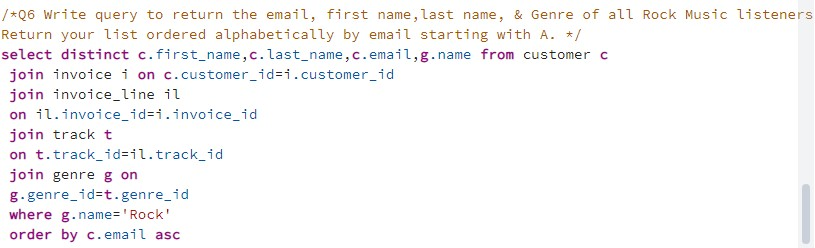 /*Q6 Write query to return the email, first name,last name, & Genre of all Rock Music listeners
Return your list ordered alphabetically by email starting with A. */
select distinct c.first_name,c.last_name,c.email,g.name from customer c
join invoice i on c.customer_id=i.customer_id
join invoice_line il
on il.invoice_id=i.invoice_id
join track t
on t.track_id=il.track_id
join genre g on
g.genre_id=t.genre_id
where g.name='Rock'
order by c.email asc